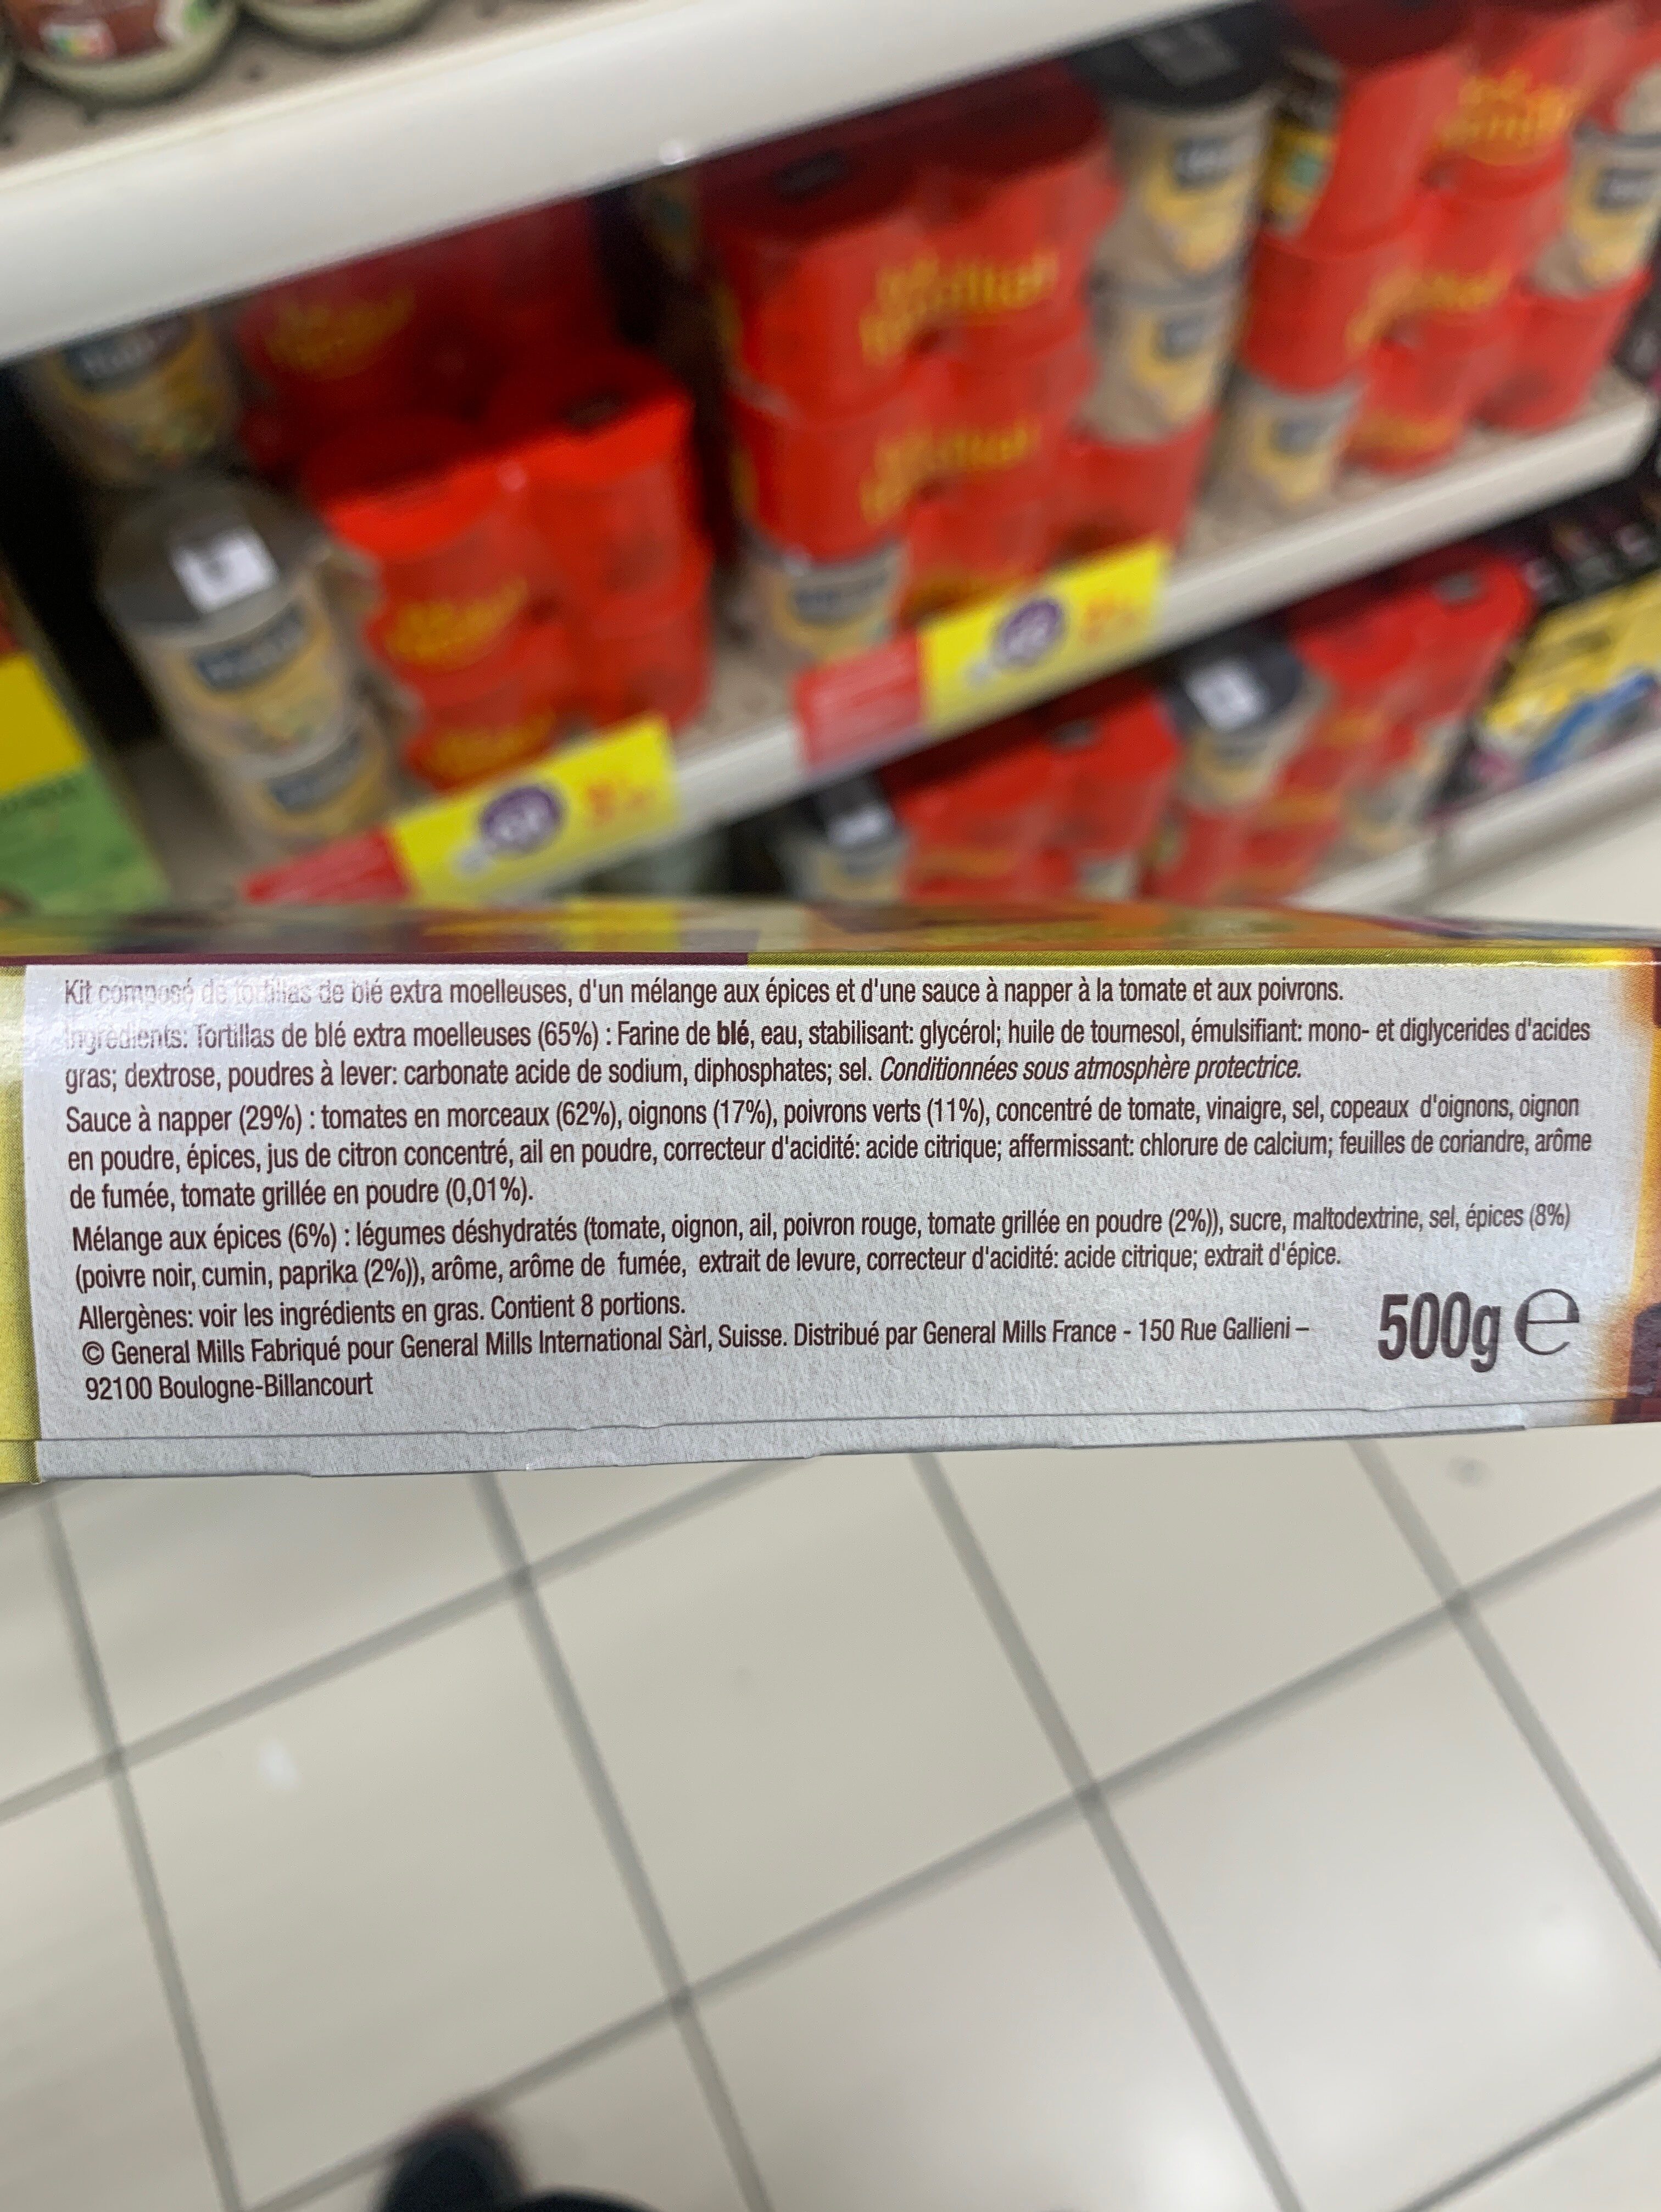 Kit composé de tortillas de blé extra moelleuses, d'un mélange aux épices et d'une sauce à napper à la tomate et aux poivrons.
Ingrédients: Tortillas de blé extra moelleuses (65%) : Farine de blé, eau, stabilisant: glycérol; huile de tournesol, émulsifiant: mono- et diglycerides d'acides
gras; dextrose, poudres à lever: carbonate acide de sodium, diphosphates; sel. Conditionnées sous atmosphère protectrice.
Sauce à napper (29%) : tomates en morceaux (62%), oignons (17%), poivrons verts (11%), concentré de tomate, vinaigre, sel, copeaux d'oignons, oignon
en poudre, épices, jus de citron concentré, ail en poudre, correcteur d'acidité: acide citrique; affermissant: chlorure de calcium; feuilles de coriandre, arôme
de fumée, tomate grillée en poudre (0,01%).
Mélange aux épices (6%) : légumes déshydratés (tomate, oignon, ail, poivron rouge, tomate grillée en poudre (2%)), sucre, maltodextrine, sel, épices (8%)
(poivre noir, cumin, paprika (2%)), arôme, arôme de fumée, extrait de levure, correcteur d'acidité: acide citrique; extrait d'épice.
Allergènes: voir les ingrédients en gras. Contient 8 portions.
© General Mills Fabriqué pour General Mills International Sàrl, Suisse. Distribué par General Mills France - 150 Rue Gallieni –
92100 Boulogne-Billancourt
500g e